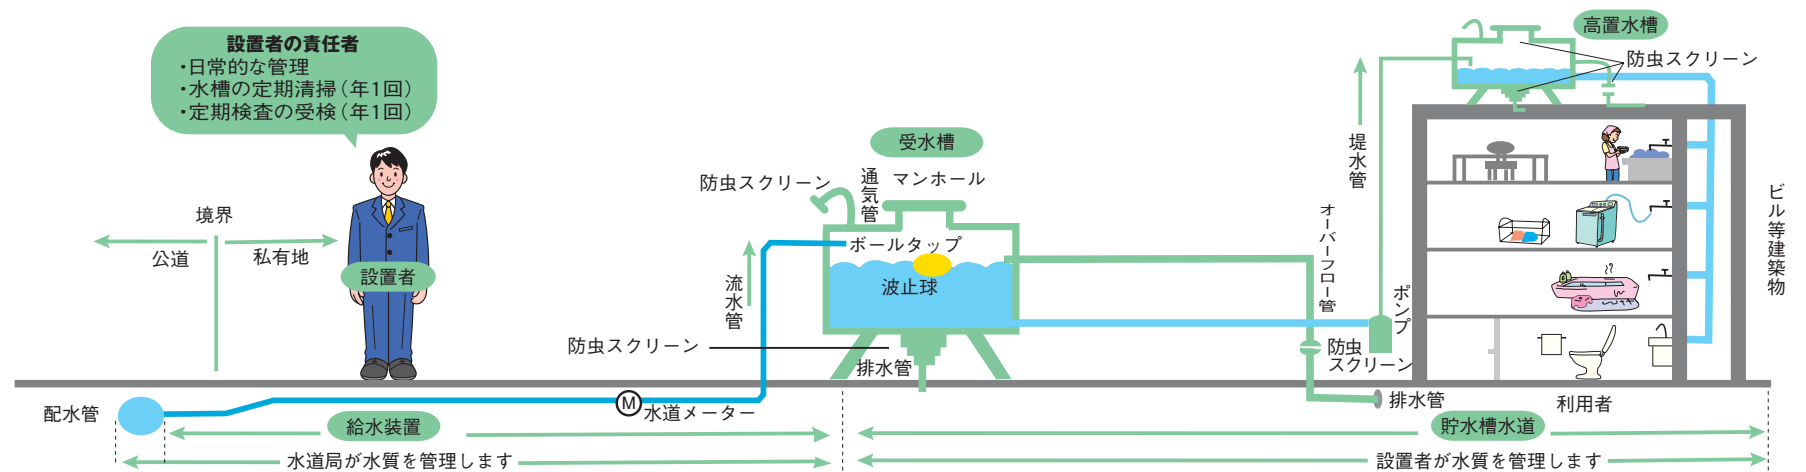 設置者の責任者
・日常的な管理
・水槽の定期清掃(年1回)
・定期検査の受検(年1回)
境界
公道
私有地
設置者
配水管
給水装置
水道局が水質を管理します
M
水道メーター
防虫スクリーン
流水管
受水槽
防虫スクリーン
通気管
マンホール
ボールタップ
波止球
排水管
オーバーフロー管
ポンプ
防虫
スクリーン
排水管
堤水管
高置水槽
防虫スクリーン
ビル等建築物
利用者
貯水槽水道
設置者が水質を管理します